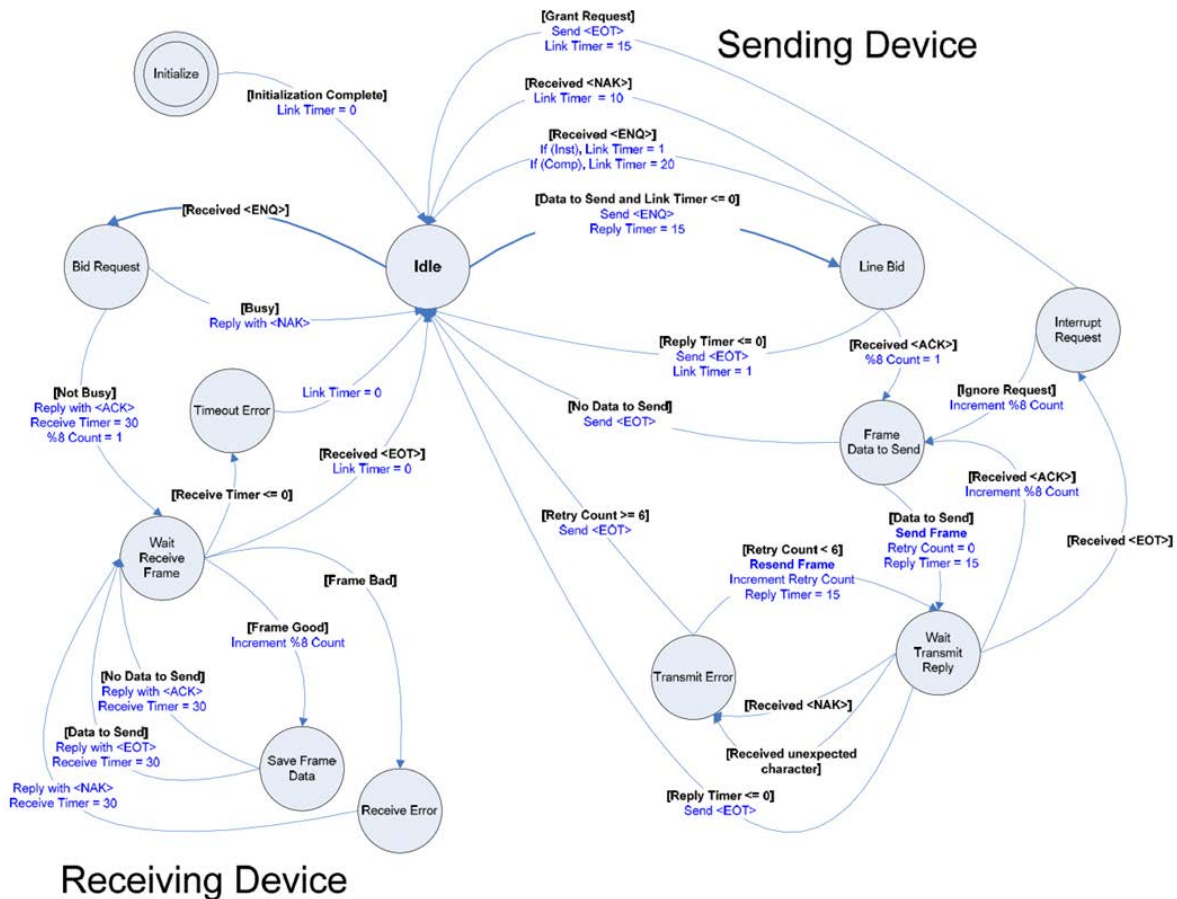 Sending Device
Initialize
[Initialization Complete]
Link Timer = 0
[Grant Request]
Send <EOT>
Link Timer = 15
[Received <NAK>]
Link Timer = 10
[Received <ENQ>]
If (Inst), Link Timer = 1
If (Comp), Link Timer = 20
[Data to Send and Link Timer <= 0]
Send <ENQ>
Reply Timer = 15
[Received <ENQ>]
Bid Request
Idle
Line Bid
[Busy]
Reply with <NAK>
[Reply Timer <= 0]
Send <EOT>
Link Timer = 1
[Received <ACK>]
%8 Count = 1
Interrupt
Request
[Not Busy]
Reply with <ACK>
Receive Timer = 30
%8 Count = 1
Timeout Error
Link Timer = 0
[No Data to Send]
Send <EOT>
[Ignore Request]
Increment %8 Count
Frame
Data to Send
[Received <EOT>]
Link Timer = 0
[Receive Timer <= 0]
[Received <ACK>]
Increment %8 Count
Wait
Receive
Frame
[Retry Count >= 6]
Send <EOT>
[Data to Send]
Send Frame
Retry Count = 0
Reply Timer = 15
[Received <EOT>]
[Frame Bad]
[Retry Count < 6]
Resend Frame
Increment Retry Count
Reply Timer = 15
[Frame Good]
Increment %8 Count
Wait
Transmit
Reply
Transmit Error
[No Data to Send]
Reply with <ACK>
Receive Timer = 30
[Received <NAK>]
[Data to Send]
Reply with <EOT>
Receive Timer = 30
Save Frame
Data
[Received unexpected
character]
Reply with <NAK>
Receive Timer = 30
Receive Error
[Reply Timer <= 0]
Send <EOT>
Receiving Device